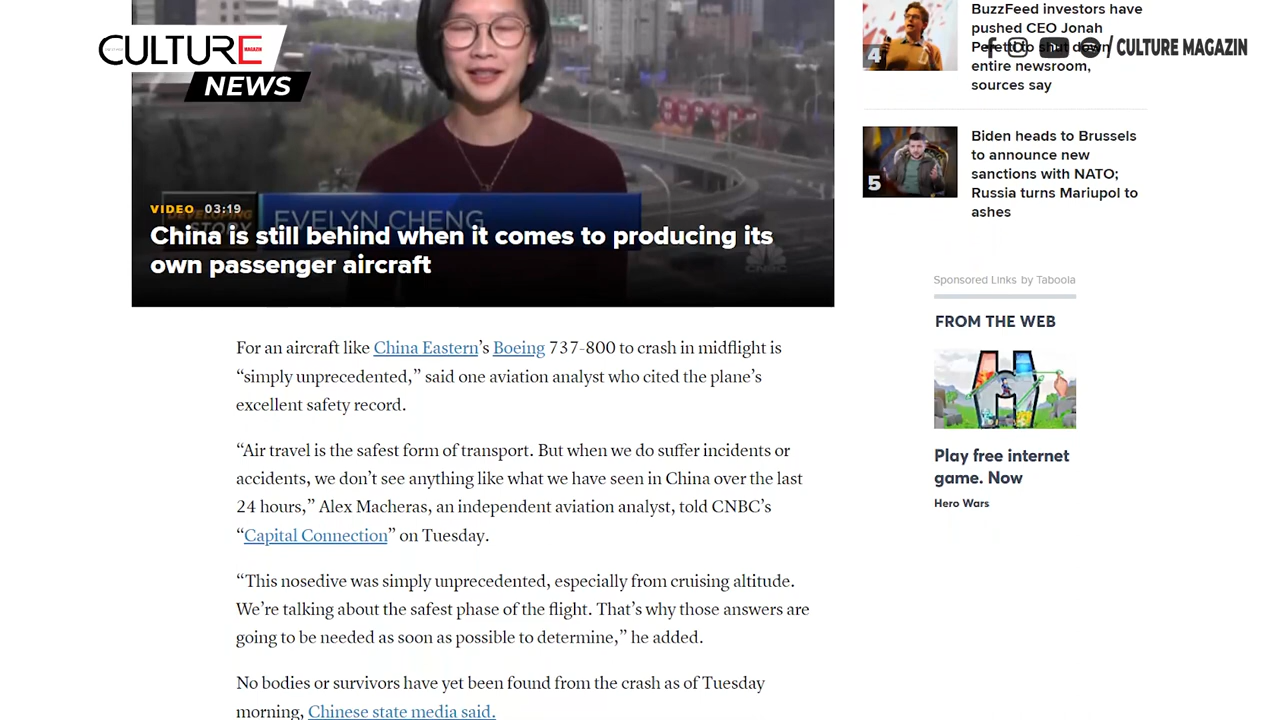 CULTURE
MAGAZIN
NEWS
DEVELOPING
STORY
EVELYN CHENG
CNBC
VIDEO 03:19
China is still behind when it comes to producing its
own passenger aircraft
For an aircraft like China Eastern’s Boeing 737-800 to crash in midflight is
“simply unprecedented,” said one aviation analyst who cited the plane’s
excellent safety record.
“Air travel is the safest form of transport. But when we do suffer incidents or
accidents, we don’t see anything like what we have seen in China over the last
24 hours,” Alex Macheras, an independent aviation analyst, told CNBC’s
“Capital Connection” on Tuesday.
“This nosedive was simply unprecedented, especially from cruising altitude.
We’re talking about the safest phase of the flight. That’s why those answers are
going to be needed as soon as possible to determine,” he added.
No bodies or survivors have yet been found from the crash as of Tuesday
morning, Chinese state media said.
4
BuzzFeed investors have
pushed CEO Jonah
Peretti to shut down
entire newsroom,
sources say
/ CULTURE MAGAZIN
5
Biden heads to Brussels
to announce new
sanctions with NATO;
Russia turns Mariupol to
ashes
Sponsored Links by Taboola
FROM THE WEB
H
Play free internet
game. Now
Hero Wars